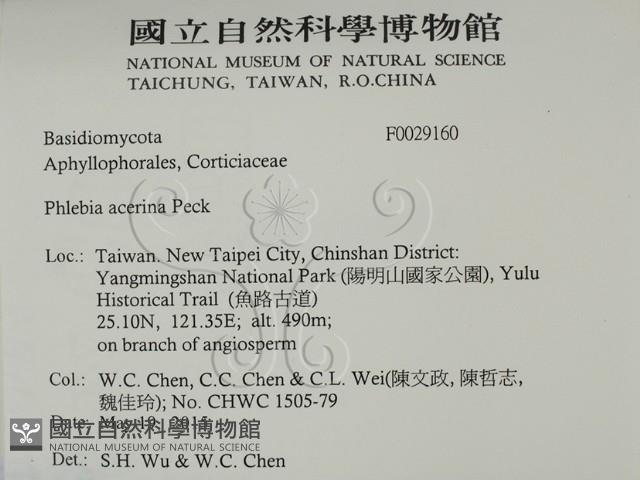 國立自然科學博物館
NATIONAL MUSEUM OF NATURAL SCIENCE
TAICHUNG, TAIWAN, R.O.CHINA
Basidiomycota F0029160
Aphyllophorales, Corticiaceae
Phlebia acerina Peck
Loc.: Taiwan. New Taipei City, Chinshan District:
Yangmingshan National Park (陽明山國家公園), Yulu
Historical Trail (魚路古道)
25.10N, 121.35E; alt. 490m;
on branch of angiosperm
Col.: W.C. Chen, C.C. Chen & C.L. Wei(陳文政, 陳哲志,
魏佳玲); No. CHWC 1505-79
Date: May 19, 2015
國立自然科學博物館
NATIONAL MUSEUM OF NATURAL SCIENCE
Det.: S.H. Wu & W.C. Chen